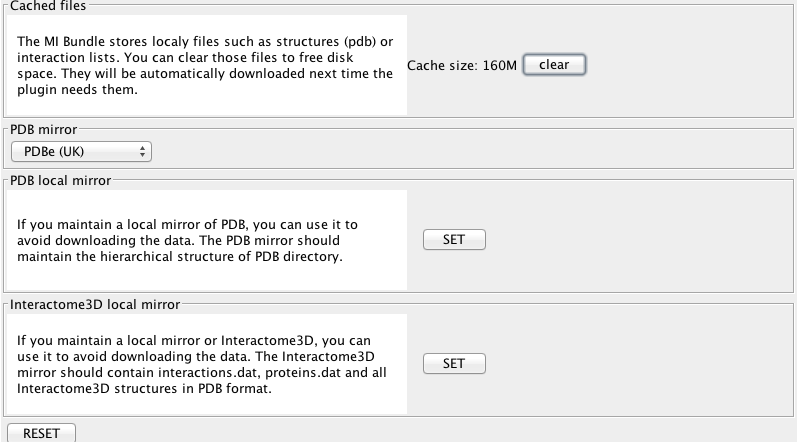 Cached files
The MI Bundle stores localy files such as structures (pdb) or
interaction lists. You can clear those files to free disk
space. They will be automatically downloaded next time the
plugin needs them.
Cache size: 160M clear
PDB mirror
PDBe (UK)
PDB local mirror
If you maintain a local mirror of PDB, you can use it to
avoid downloading the data. The PDB mirror should
maintain the hierarchical structure of PDB directory.
SET
Interactome3D local mirror
If you maintain a local mirror or Interactome3D, you can
use it to avoid downloading the data. The Interactome3D
mirror should contain interactions.dat, proteins.dat and all
Interactome3D structures in PDB format.
SET
RESET